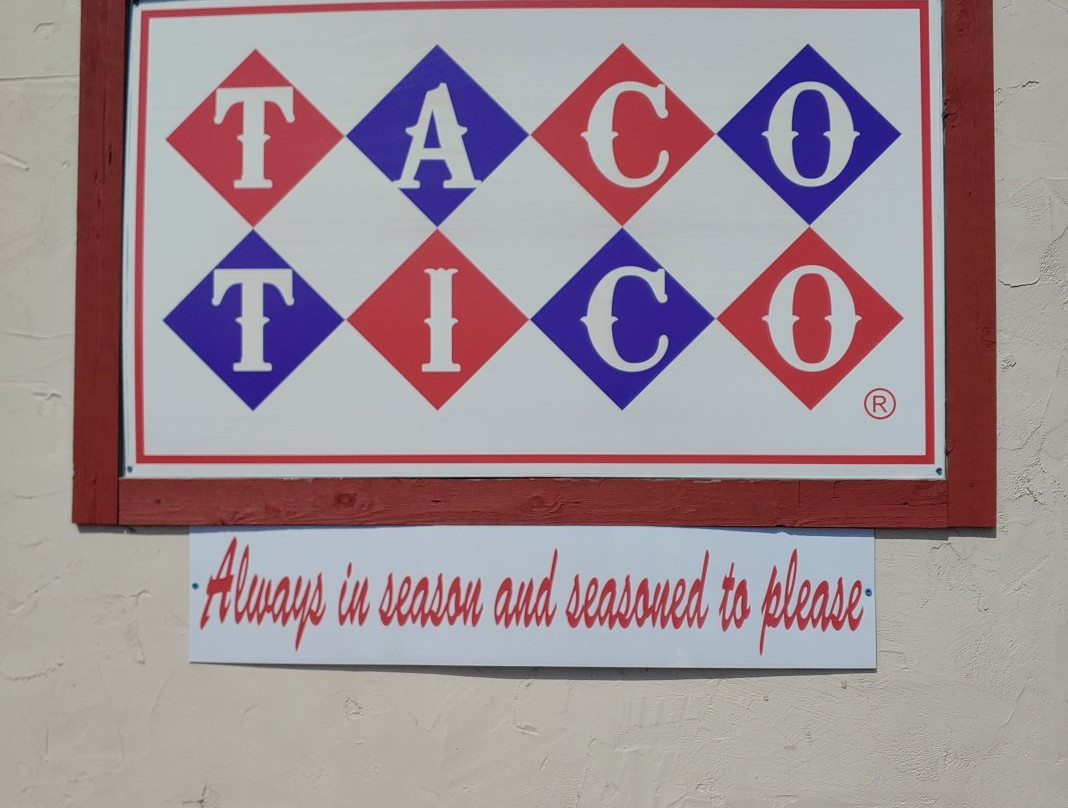 TACO
TICO
®
Always in season and seasoned to please